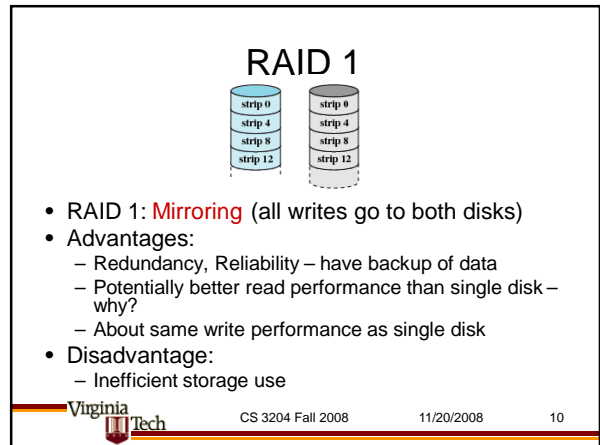 RAID 1
strip 0 strip 0
strip 4 strip 4
strip 8 strip 8
strip 12 strip 12
• RAID 1: Mirroring (all writes go to both disks)
• Advantages:
– Redundancy, Reliability – have backup of data
– Potentially better read performance than single disk –
why?
– About same write performance as single disk
• Disadvantage:
– Inefficient storage use
Virginia Tech CS 3204 Fall 2008 11/20/2008 10